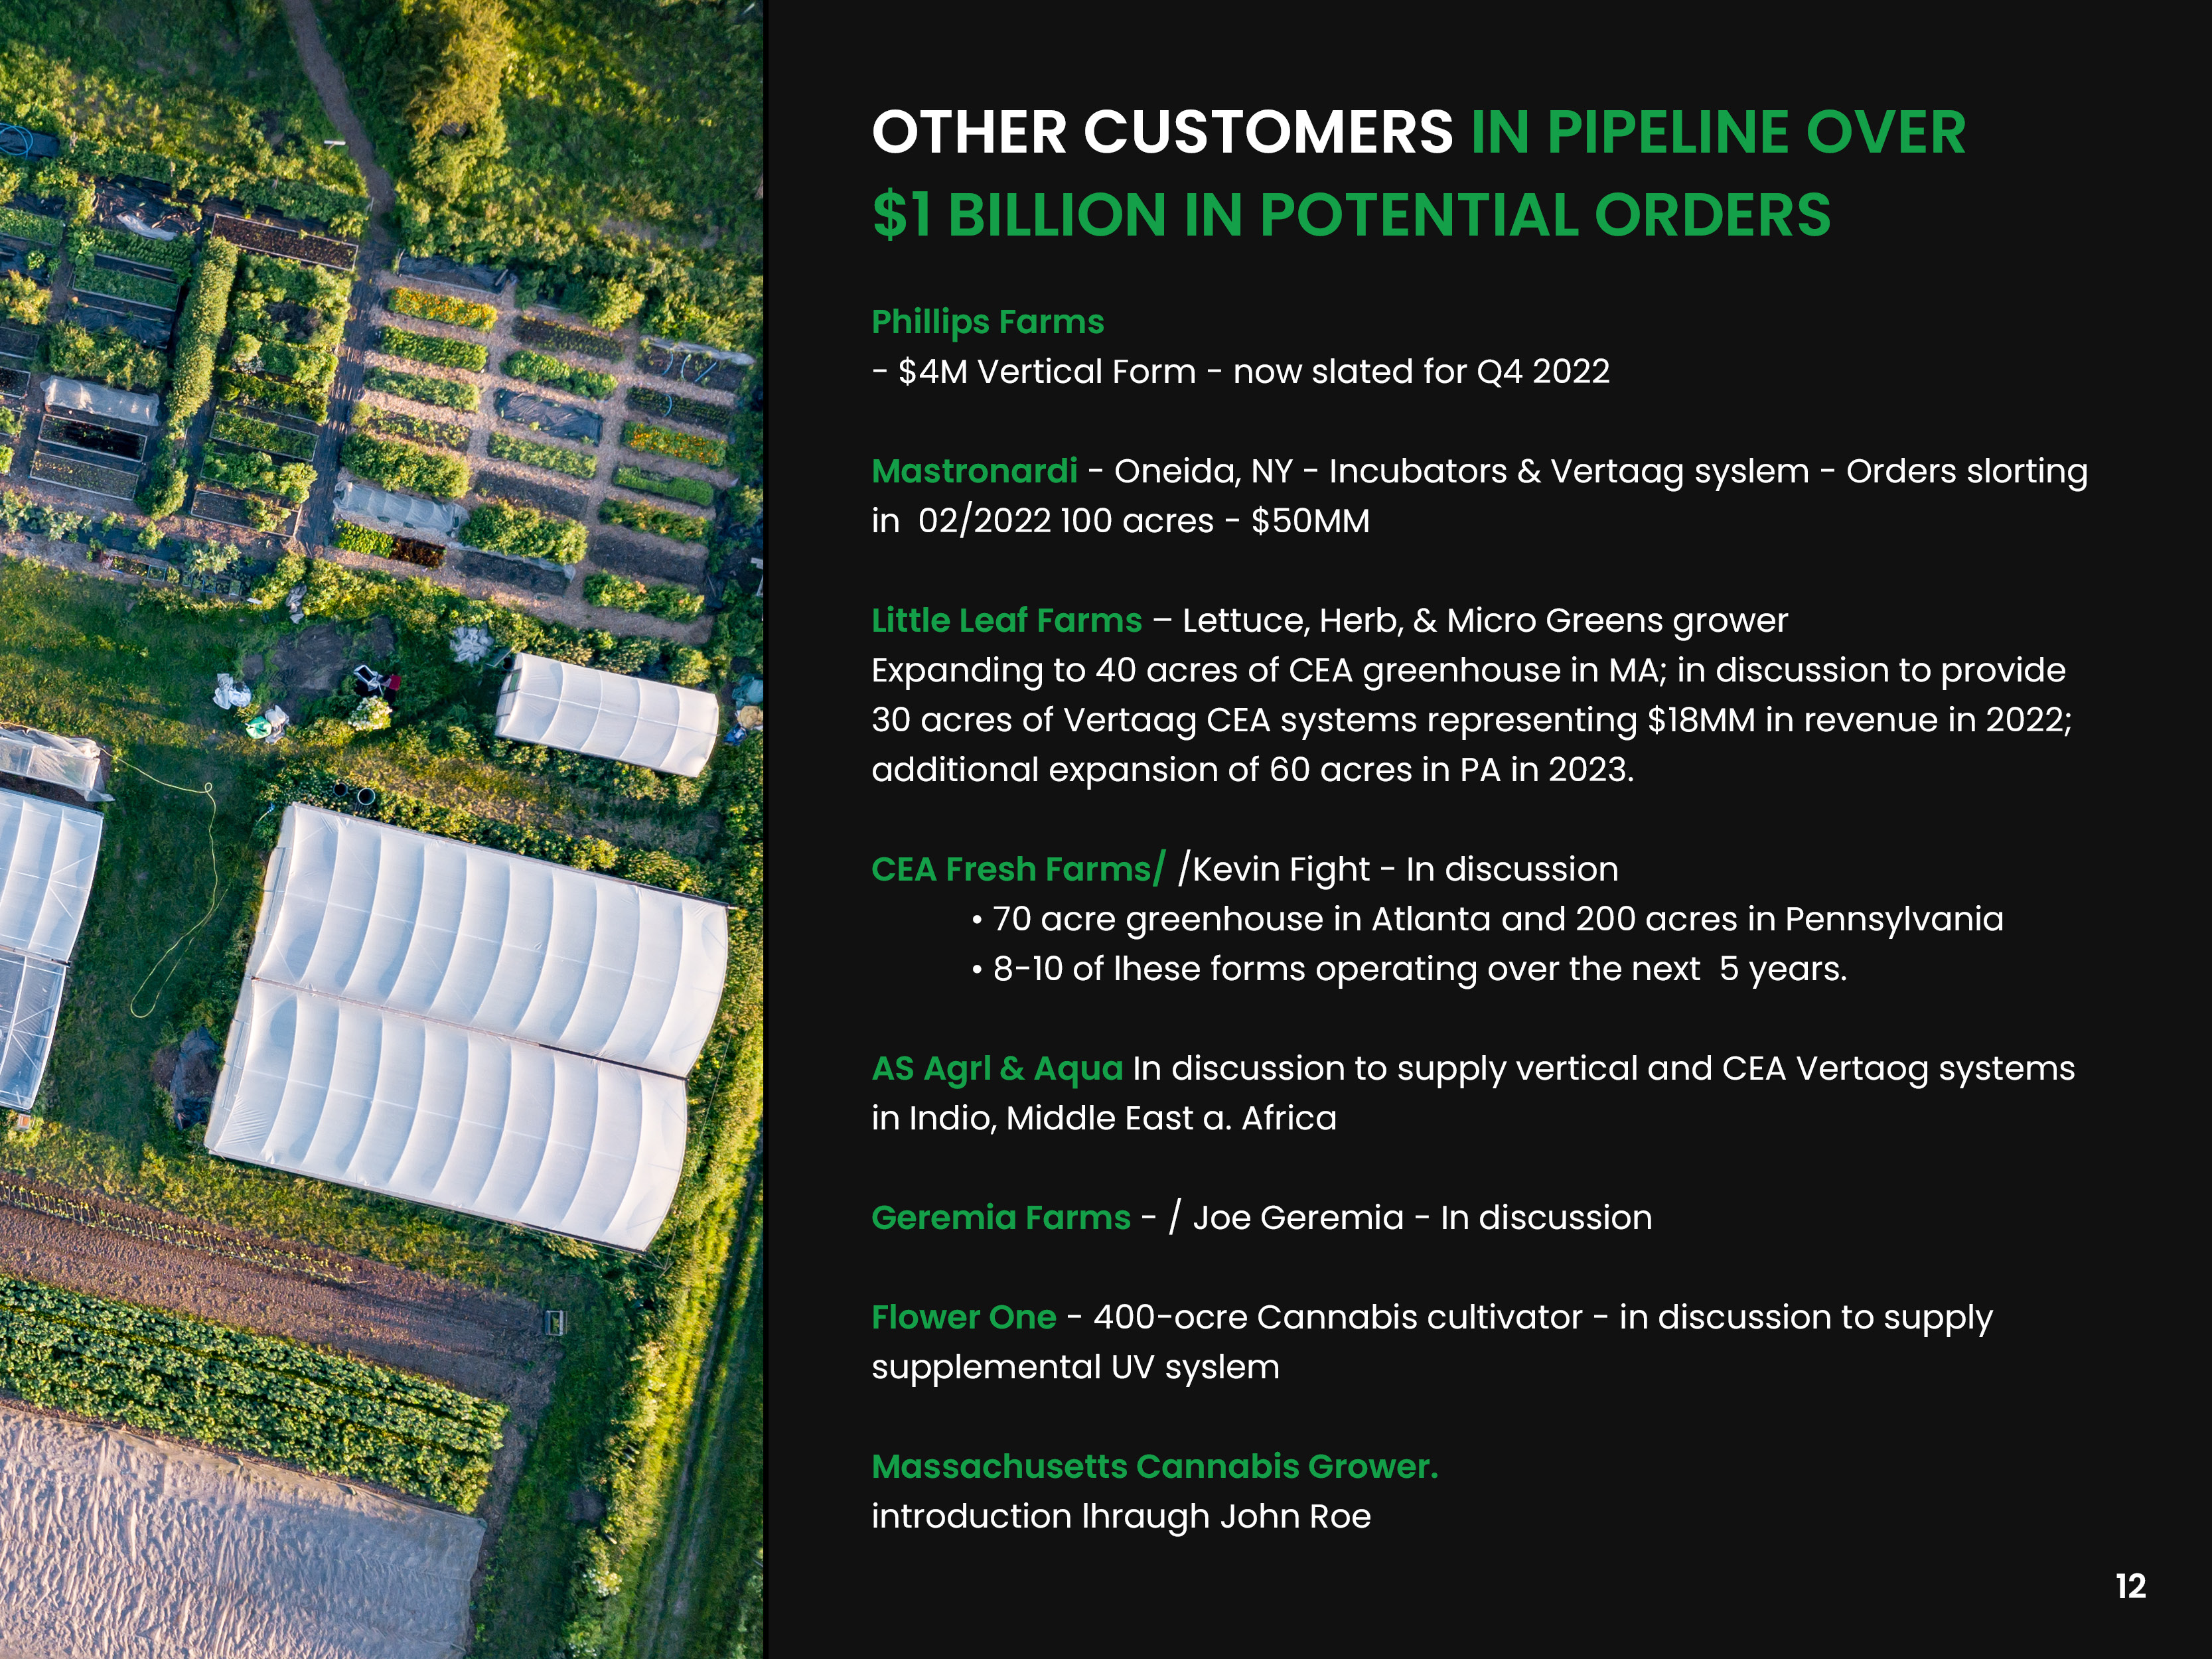 OTHER CUSTOMERS IN PIPELINE OVER
$1 BILLION IN POTENTIAL ORDERS
Phillips Farms
- $4M Vertical Form - now slated for Q4 2022
Mastronardi - Oneida, NY - Incubators & Vertaag syslem - Orders slorting
in 02/2022 100 acres - $50MM
Little Leaf Farms – Lettuce, Herb, & Micro Greens grower
Expanding to 40 acres of CEA greenhouse in MA; in discussion to provide
30 acres of Vertaag CEA systems representing $18MM in revenue in 2022;
additional expansion of 60 acres in PA in 2023.
CEA Fresh Farms/ /Kevin Fight - In discussion
• 70 acre greenhouse in Atlanta and 200 acres in Pennsylvania
• 8-10 of lhese forms operating over the next 5 years.
AS Agrl & Aqua In discussion to supply vertical and CEA Vertaog systems
in Indio, Middle East a. Africa
Geremia Farms - / Joe Geremia - In discussion
Flower One - 400-ocre Cannabis cultivator - in discussion to supply
supplemental UV syslem
Massachusetts Cannabis Grower.
introduction lhraugh John Roe
12